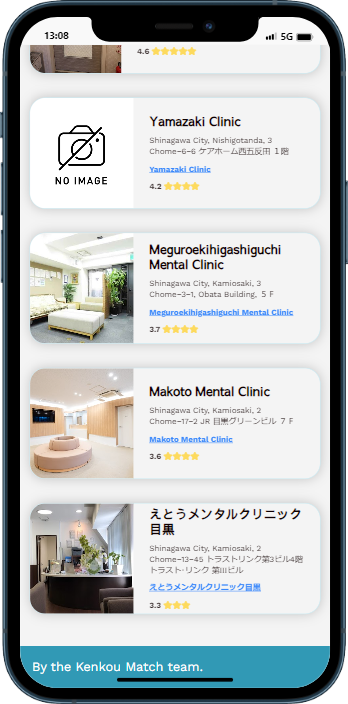 13:08
5G
4.6
Yamazaki Clinic
Shinagawa City, Nishigotanda, 3
Chome−6−6 ケアホーム西五反田 １階
Yamazaki Clinic
4.2
NO IMAGE
Meguroekihigashiguchi
Mental Clinic
Shinagawa City, Kamiosaki, 3
Chome−3−1, Obata Building, ５Ｆ
Meguroekihigashiguchi Mental Clinic
3.7
Makoto Mental Clinic
Shinagawa City, Kamiosaki, 2
Chome−17−2 JR 目黒グリーンビル ７Ｆ
Makoto Mental Clinic
3.6
えとうメンタルクリニック
目黒
Shinagawa City, Kamiosaki, 2
Chome−13−45 トラストリンク第3ビル4階
トラスト·リンク 第III ビル
えとうメンタルクリニック目黒
3.3
By the Kenkou Match team.